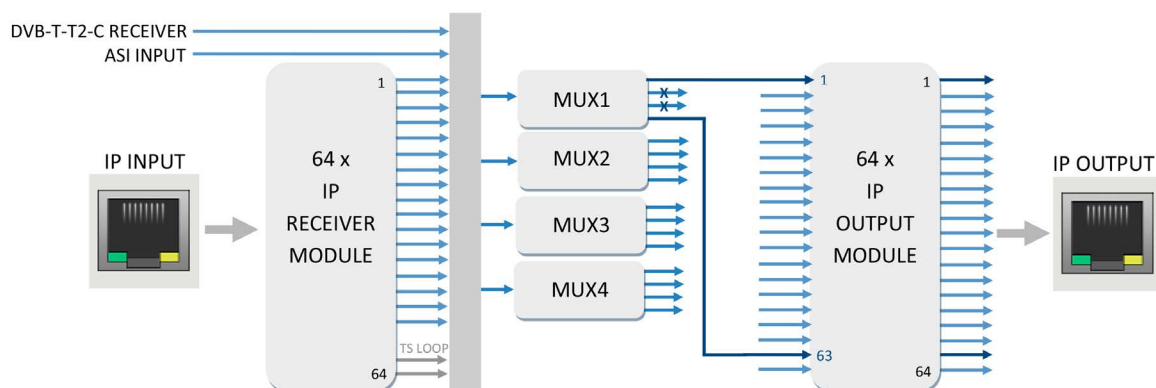 DVB-T-T2-C RECEIVER
ASI INPUT
IP INPUT
1
64 x
IP
RECEIVER
MODULE
TS LOOP
64
MUX1
X
X
MUX2
MUX3
MUX4
1
63
64 x
IP
OUTPUT
MODULE
1
64
IP OUTPUT